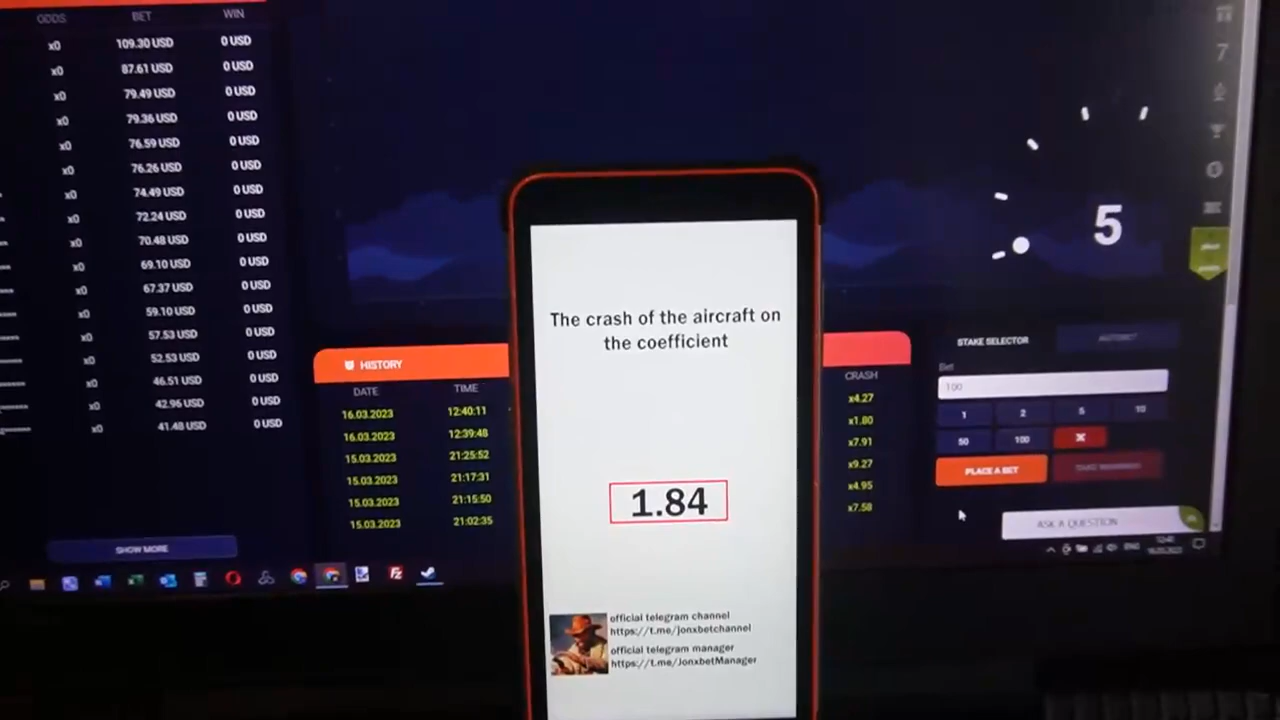 ODDS BET WIN
x0 109.30 USD 0 USD
x0 87.61 USD 0 USD
x0 79.49 USD 0 USD
x0 79.36 USD 0 USD
x0 76.59 USD 0 USD
x0 76.26 USD 0 USD
x0 74.49 USD 0 USD
x0 72.24 USD 0 USD
x0 70.48 USD 0 USD
x0 69.10 USD 0 USD
x0 67.37 USD 0 USD
x0 59.10 USD 0 USD
x0 57.53 USD 0 USD
x0 52.53 USD 0 USD
x0 46.51 USD 0 USD
x0 42.96 USD 0 USD
x0 41.48 USD 0 USD
SHOW MORE
HISTORY
DATE TIME CRASH
16.03.2023 12:40:11 x4.27
16.03.2023 12:39:48 x1.80
15.03.2023 21:25:52 x7.91
15.03.2023 21:17:31 x9.27
15.03.2023 21:15:50 x4.95
15.03.2023 21:02:35 x7.58
The crash of the aircraft on
the coefficient
1.84
official telegram channel
https://t.me/jonxbetchannel
official telegram manager
https://t.me/JonxbetManager
5
7
STAKE SELECTOR
Bet
100
1 2 5 10
50 100 X
PLACE A BET
ASK A QUESTION
ENG